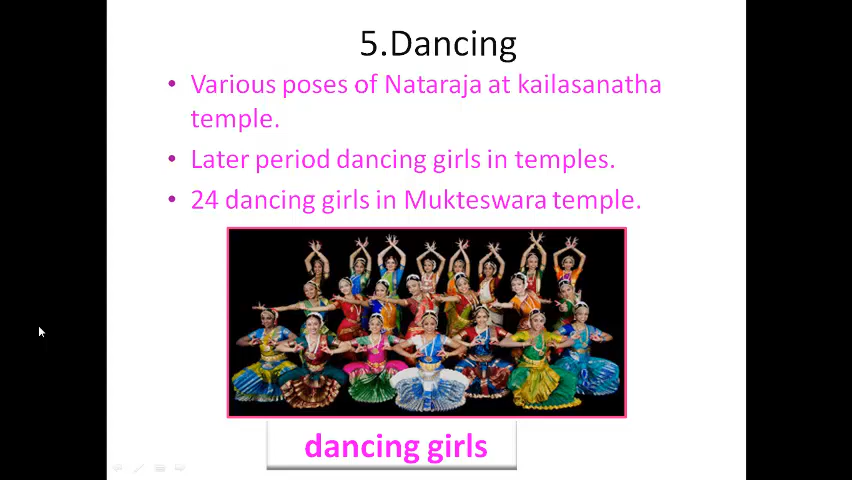 5.Dancing
• Various poses of Nataraja at kailasanatha
temple.
• Later period dancing girls in temples.
• 24 dancing girls in Mukteswara temple.
dancing girls